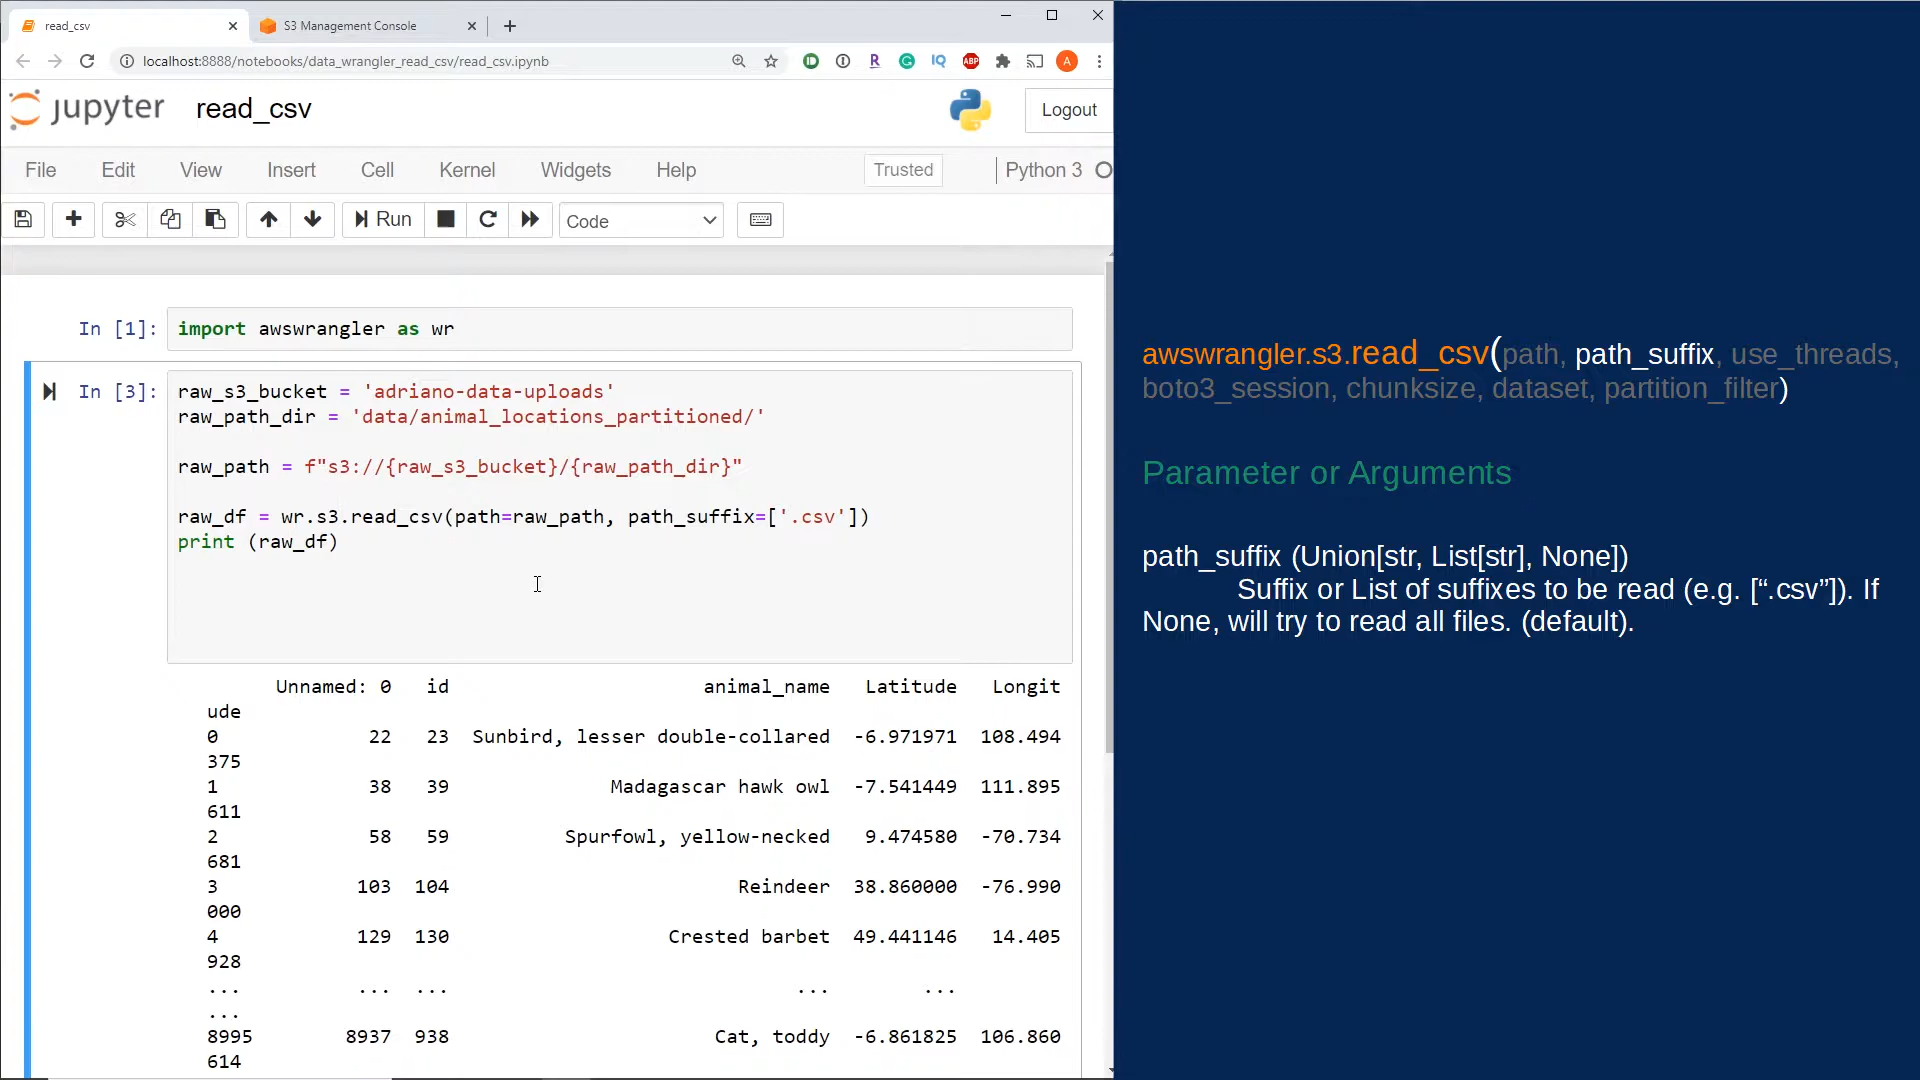 read_csv
S3 Management Console
localhost:8888/notebooks/data_wrangler_read_csv/read_csv.ipynb
R
IQ
ABP
A
jupyter read_csv
Logout
File Edit View Insert Cell Kernel Widgets Help
Trusted
Python 3
Run
Code
In [1]: import awswrangler as wr
In [3]: raw_s3_bucket = 'adriano-data-uploads'
raw_path_dir = 'data/animal_locations_partitioned/'
raw_path = f"s3://{raw_s3_bucket}/{raw_path_dir}"
raw_df = wr.s3.read_csv(path=raw_path, path_suffix=['.csv'])
print (raw_df)
Unnamed: 0 id animal_name Latitude Longit
ude
0 22 23 Sunbird, lesser double-collared -6.971971 108.494
375
1 38 39 Madagascar hawk owl -7.541449 111.895
611
2 58 59 Spurfowl, yellow-necked 9.474580 -70.734
681
3 103 104 Reindeer 38.860000 -76.990
000
4 129 130 Crested barbet 49.441146 14.405
928
... ... ... ... ...
...
8995 8937 938 Cat, toddy -6.861825 106.860
614
awswrangler.s3.read_csv(path, path_suffix, use_threads,
boto3_session, chunksize, dataset, partition_filter)
Parameter or Arguments
path_suffix (Union[str, List[str], None])
Suffix or List of suffixes to be read (e.g. [“.csv”]). If
None, will try to read all files. (default).